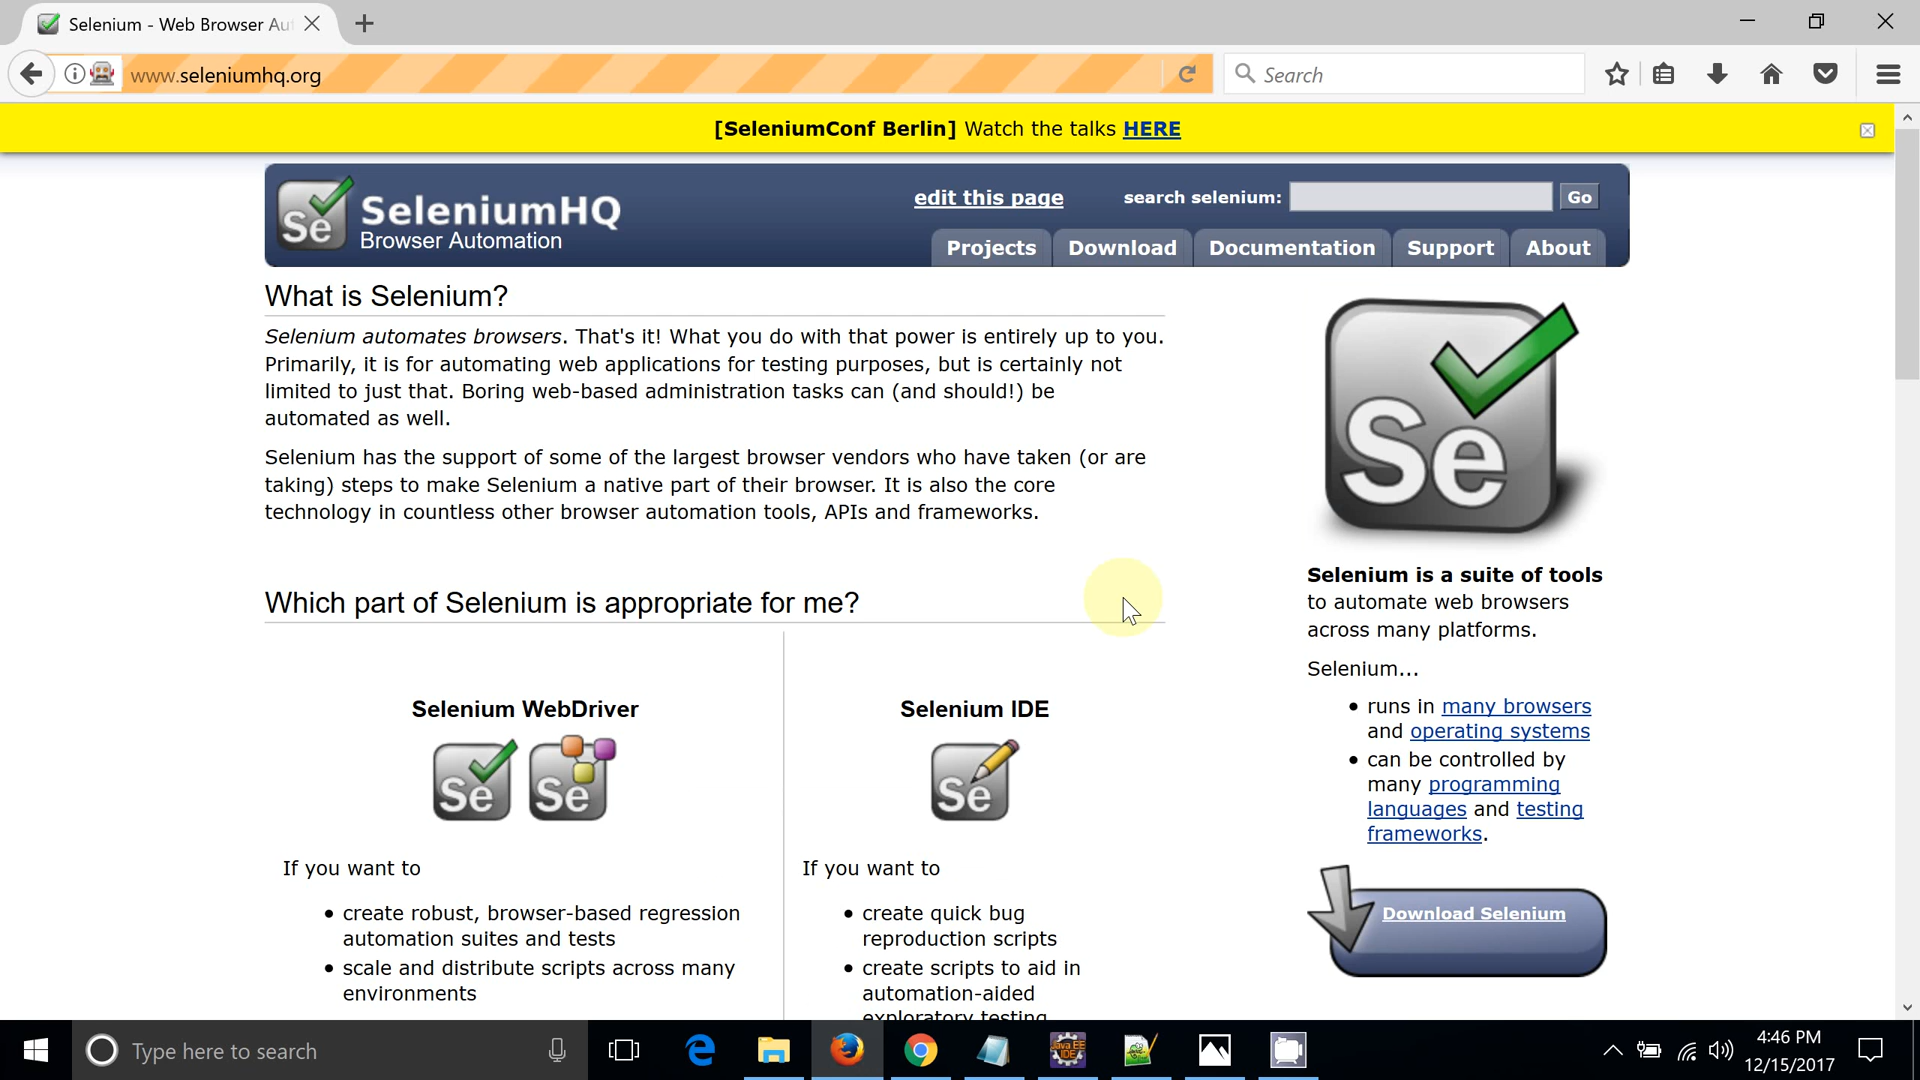 Selenium - Web Browser Au
www.seleniumhq.org
Search
[SeleniumConf Berlin] Watch the talks HERE
Se
SeleniumHQ
Browser Automation
edit this page
search selenium:
Go
Projects
Download
Documentation
Support
About
What is Selenium?
Selenium automates browsers. That's it! What you do with that power is entirely up to you.
Primarily, it is for automating web applications for testing purposes, but is certainly not
limited to just that. Boring web-based administration tasks can (and should!) be
automated as well.
Selenium has the support of some of the largest browser vendors who have taken (or are
taking) steps to make Selenium a native part of their browser. It is also the core
technology in countless other browser automation tools, APIs and frameworks.
Which part of Selenium is appropriate for me?
Selenium WebDriver
Se
Se
If you want to
create robust, browser-based regression
automation suites and tests
scale and distribute scripts across many
environments
Selenium IDE
Se
If you want to
create quick bug
reproduction scripts
create scripts to aid in
automation-aided
exploratory testing
Se
Selenium is a suite of tools
to automate web browsers
across many platforms.
Selenium...
runs in many browsers
and operating systems
can be controlled by
many programming
languages and testing
frameworks.
Download Selenium
Type here to search
Java EE
IDE
4:46 PM
12/15/2017